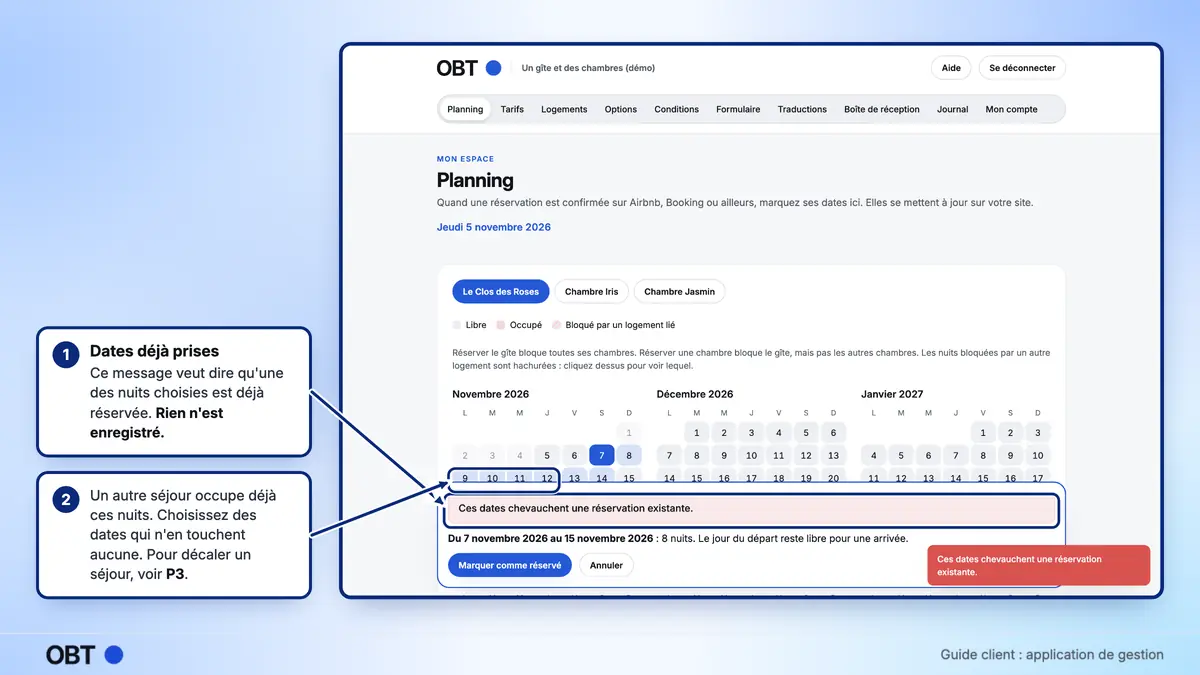 OBT
Un gîte et des chambres (démo)
Aide
Se déconnecter
Planning
Tarifs
Logements
Options
Conditions
Formulaire
Traductions
Boîte de réception
Journal
Mon compte
MON ESPACE
Planning
Quand une réservation est confirmée sur Airbnb, Booking ou ailleurs, marquez ses dates ici. Elles se mettent à jour sur votre site.
Jeudi 5 novembre 2026
Le Clos des Roses
Chambre Iris
Chambre Jasmin
Libre
Occupé
Bloqué par un logement lié
Réserver le gîte bloque toutes ses chambres. Réserver une chambre bloque le gîte, mais pas les autres chambres. Les nuits bloquées par un autre
logement sont hachurées : cliquez dessus pour voir lequel.
Novembre 2026
L M M J V S D
1
2 3 4 5 6 7 8
9 10 11 12 13 14 15
Décembre 2026
L M M J V S D
1 2 3 4 5 6
7 8 9 10 11 12 13
14 15 16 17 18 19 20
Janvier 2027
L M M J V S D
1 2 3
4 5 6 7 8 9 10
11 12 13 14 15 16 17
Ces dates chevauchent une réservation existante.
Du 7 novembre 2026 au 15 novembre 2026 : 8 nuits. Le jour du départ reste libre pour une arrivée.
Marquer comme réservé
Annuler
Ces dates chevauchent une réservation
existante.
1
Dates déjà prises
Ce message veut dire qu'une
des nuits choisies est déjà
réservée. Rien n'est
enregistré.
2
Un autre séjour occupe déjà
ces nuits. Choisissez des
dates qui n'en touchent
aucune. Pour décaler un
séjour, voir P3.
OBT
Guide client : application de gestion